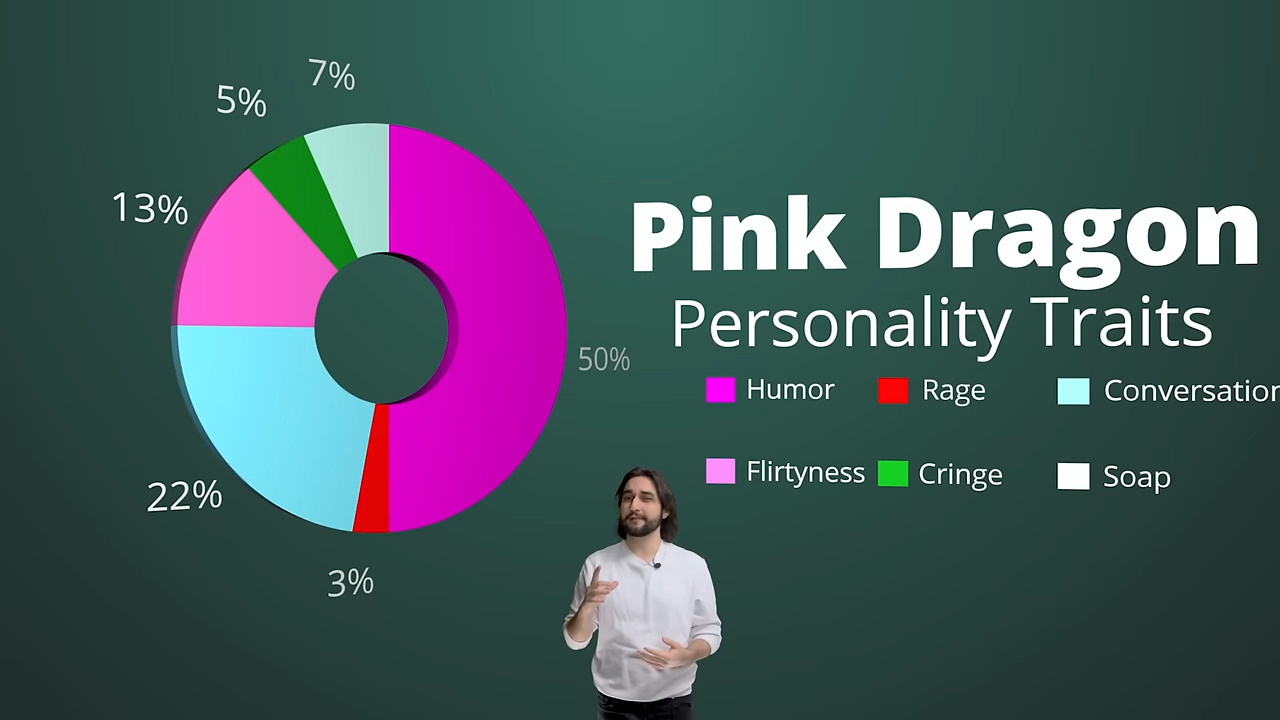 7%
5%
13%
50%
22%
3%
Pink Dragon
Personality Traits
Humor
Rage
Conversation
Flirtyness
Cringe
Soap